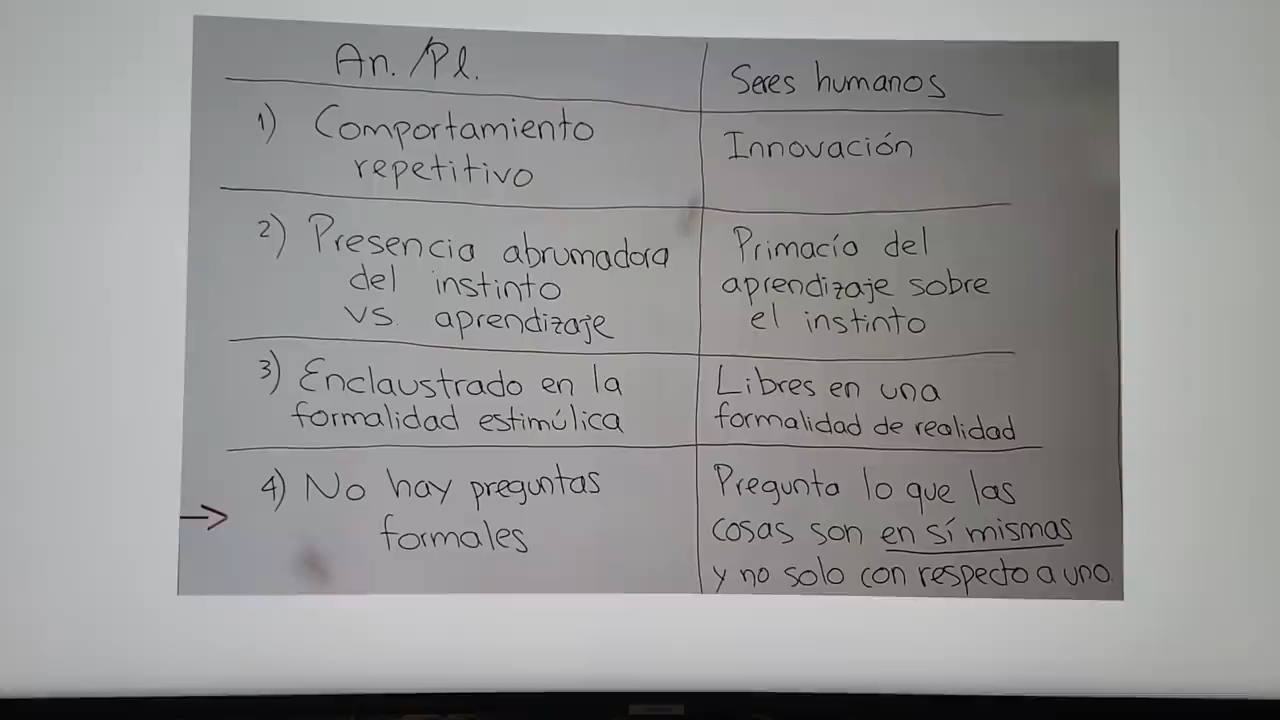 An./Pl.
Seres humanos
1) Comportamiento
repetitivo
Innovación
2) Presencia abrumadora
del instinto
vs. aprendizaje
Primacía del
aprendizaje sobre
el instinto
3) Enclaustrado en la
formalidad estimúlica
Libres en una
formalidad de realidad
4) No hay preguntas
formales
Pregunta lo que las
cosas son en sí mismas
y no solo con respecto a uno.